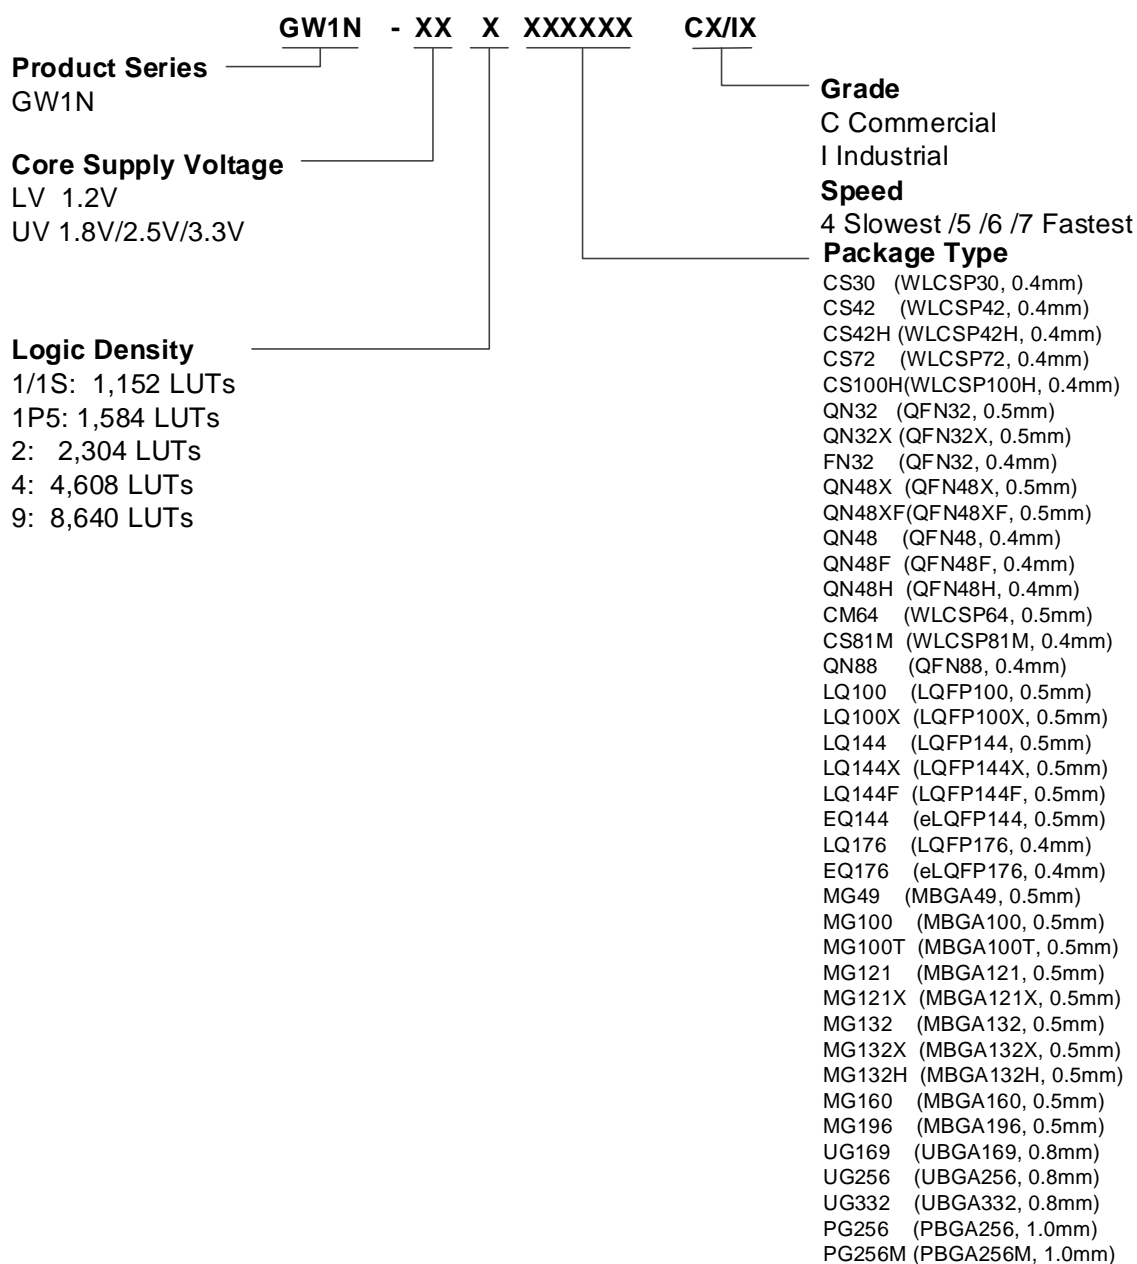 GW1N - XX X XXXXXX CX/IX
Product Series
GW1N
Core Supply Voltage
LV 1.2V
UV 1.8V/2.5V/3.3V
Logic Density
1/1S: 1,152 LUTs
1P5: 1,584 LUTs
2: 2,304 LUTs
4: 4,608 LUTs
9: 8,640 LUTs
Grade
C Commercial
I Industrial
Speed
4 Slowest /5 /6 /7 Fastest
Package Type
CS30 (WLCSP30, 0.4mm)
CS42 (WLCSP42, 0.4mm)
CS42H (WLCSP42H, 0.4mm)
CS72 (WLCSP72, 0.4mm)
CS100H(WLCSP100H, 0.4mm)
QN32 (QFN32, 0.5mm)
QN32X (QFN32X, 0.5mm)
FN32 (QFN32, 0.4mm)
QN48X (QFN48X, 0.5mm)
QN48XF(QFN48XF, 0.5mm)
QN48 (QFN48, 0.4mm)
QN48F (QFN48F, 0.4mm)
QN48H (QFN48H, 0.4mm)
CM64 (WLCSP64, 0.5mm)
CS81M (WLCSP81M, 0.4mm)
QN88 (QFN88, 0.4mm)
LQ100 (LQFP100, 0.5mm)
LQ100X (LQFP100X, 0.5mm)
LQ144 (LQFP144, 0.5mm)
LQ144X (LQFP144X, 0.5mm)
LQ144F (LQFP144F, 0.5mm)
EQ144 (eLQFP144, 0.5mm)
LQ176 (LQFP176, 0.4mm)
EQ176 (eLQFP176, 0.4mm)
MG49 (MBGA49, 0.5mm)
MG100 (MBGA100, 0.5mm)
MG100T (MBGA100T, 0.5mm)
MG121 (MBGA121, 0.5mm)
MG121X (MBGA121X, 0.5mm)
MG132 (MBGA132, 0.5mm)
MG132X (MBGA132X, 0.5mm)
MG132H (MBGA132H, 0.5mm)
MG160 (MBGA160, 0.5mm)
MG196 (MBGA196, 0.5mm)
UG169 (UBGA169, 0.8mm)
UG256 (UBGA256, 0.8mm)
UG332 (UBGA332, 0.8mm)
PG256 (PBGA256, 1.0mm)
PG256M (PBGA256M, 1.0mm)